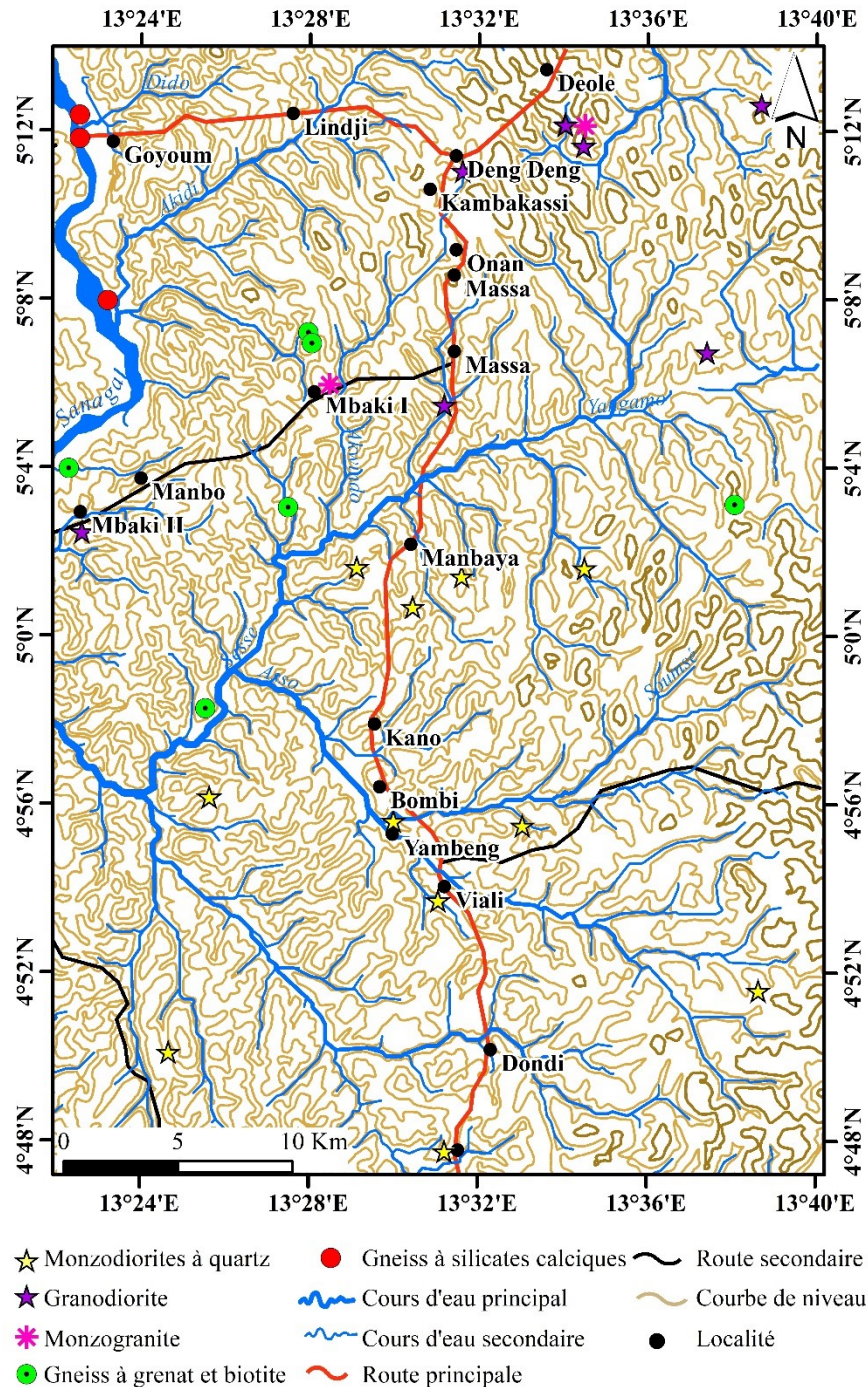 13°24'E 13°28'E 13°32'E 13°36'E 13°40'E
Dido
Deole
5°12'N 5°12'N
Lindji
N
Goyoum
Deng Deng
Akidi
Kambakassi
Onan
Massa
5°8'N 5°8'N
Massa
Sanaga
Mbaki I
Yangamo
5°4'N 5°4'N
Manbo
Mbaki II
Manbaya
5°0'N 5°0'N
Sasse
Asso
Kano
4°56'N 4°56'N
Bombi
Yambeng
Viali
4°52'N 4°52'N
Dondi
4°48'N 4°48'N
0 5 10 Km
13°24'E 13°28'E 13°32'E 13°36'E 13°40'E
Monzodiorites à quartz Gneiss à silicates calciques Route secondaire
Granodiorite Cours d'eau principal Courbe de niveau
Monzogranite Cours d'eau secondaire Localité
Gneiss à grenat et biotite Route principale